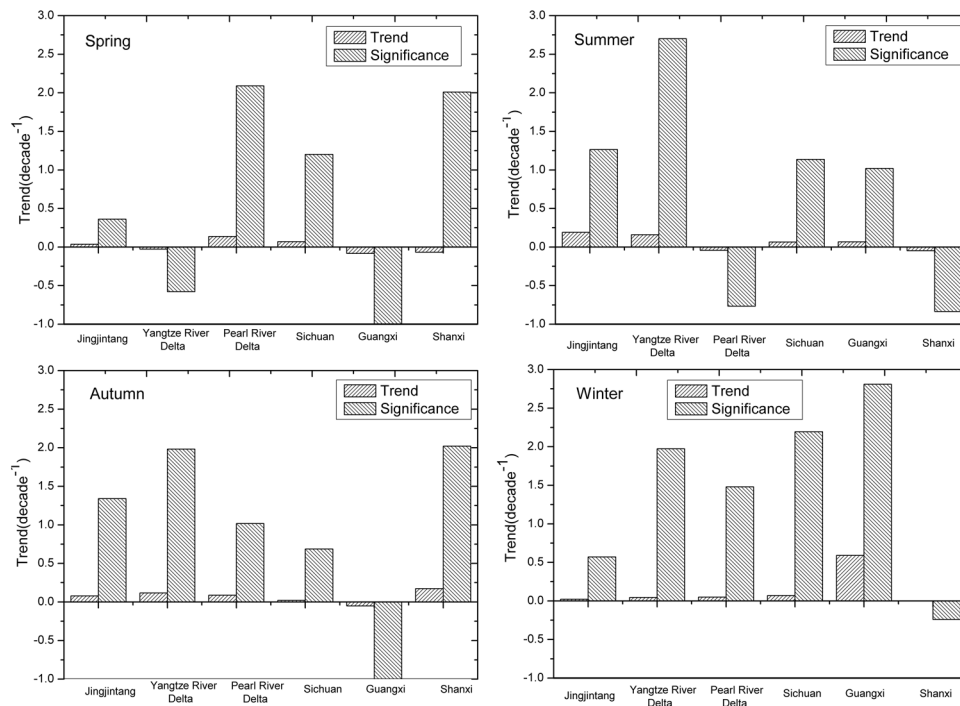 Spring
Trend
Significance
Trend(decade-1)
3.0
2.5
2.0
1.5
1.0
0.5
0.0
-0.5
-1.0
Jingjintang
Yangtze River
Delta
Pearl River
Delta
Sichuan
Guangxi
Shanxi
Summer
Trend
Significance
Trend(decade-1)
3.0
2.5
2.0
1.5
1.0
0.5
0.0
-0.5
-1.0
Jingjintang
Yangtze River
Delta
Pearl River
Delta
Sichuan
Guangxi
Shanxi
Autumn
Trend
Significance
Trend(decade-1)
3.0
2.5
2.0
1.5
1.0
0.5
0.0
-0.5
-1.0
Jingjintang
Yangtze River
Delta
Pearl River
Delta
Sichuan
Guangxi
Shanxi
Winter
Trend
Significance
Trend(decade-1)
3.0
2.5
2.0
1.5
1.0
0.5
0.0
-0.5
-1.0
Jingjintang
Yangtze River
Delta
Pearl River
Delta
Sichuan
Guangxi
Shanxi